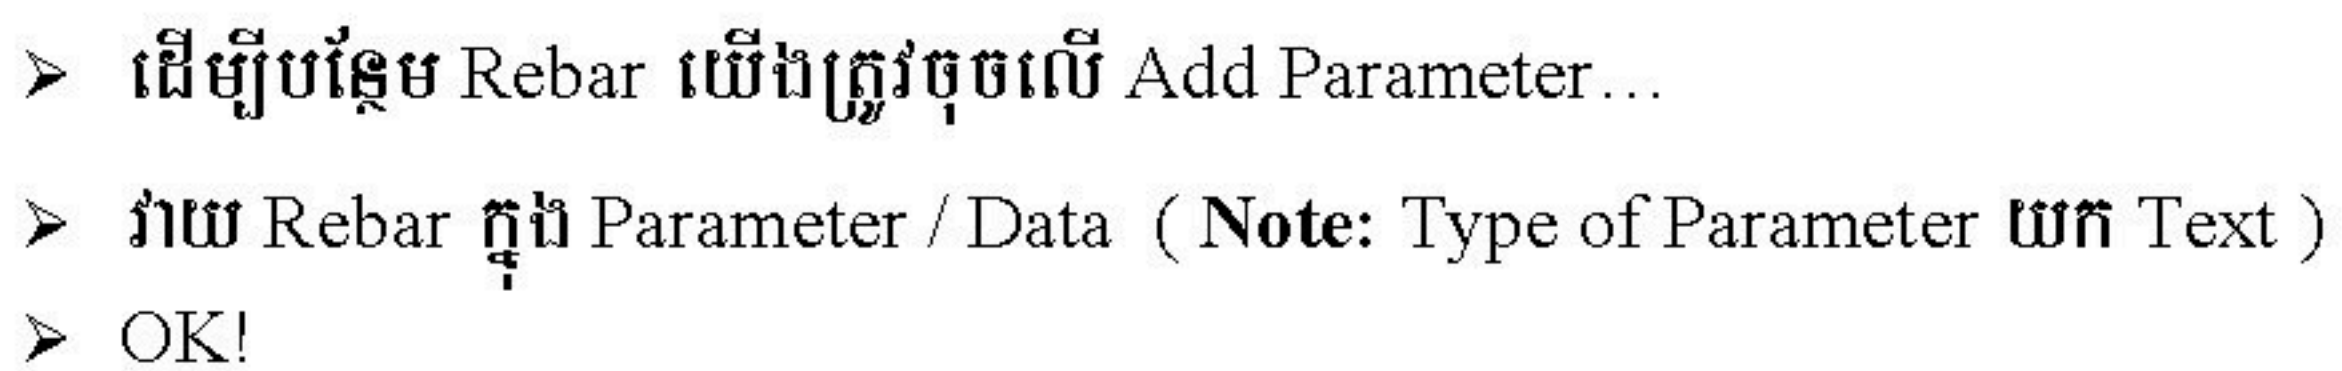 ➢ ដើម្បីបន្ថែម Rebar យើងត្រូវចុចលើ Add Parameter...
➢ វាយ Rebar ក្នុង Parameter / Data ( Note: Type of Parameter យក Text )
➢ OK!